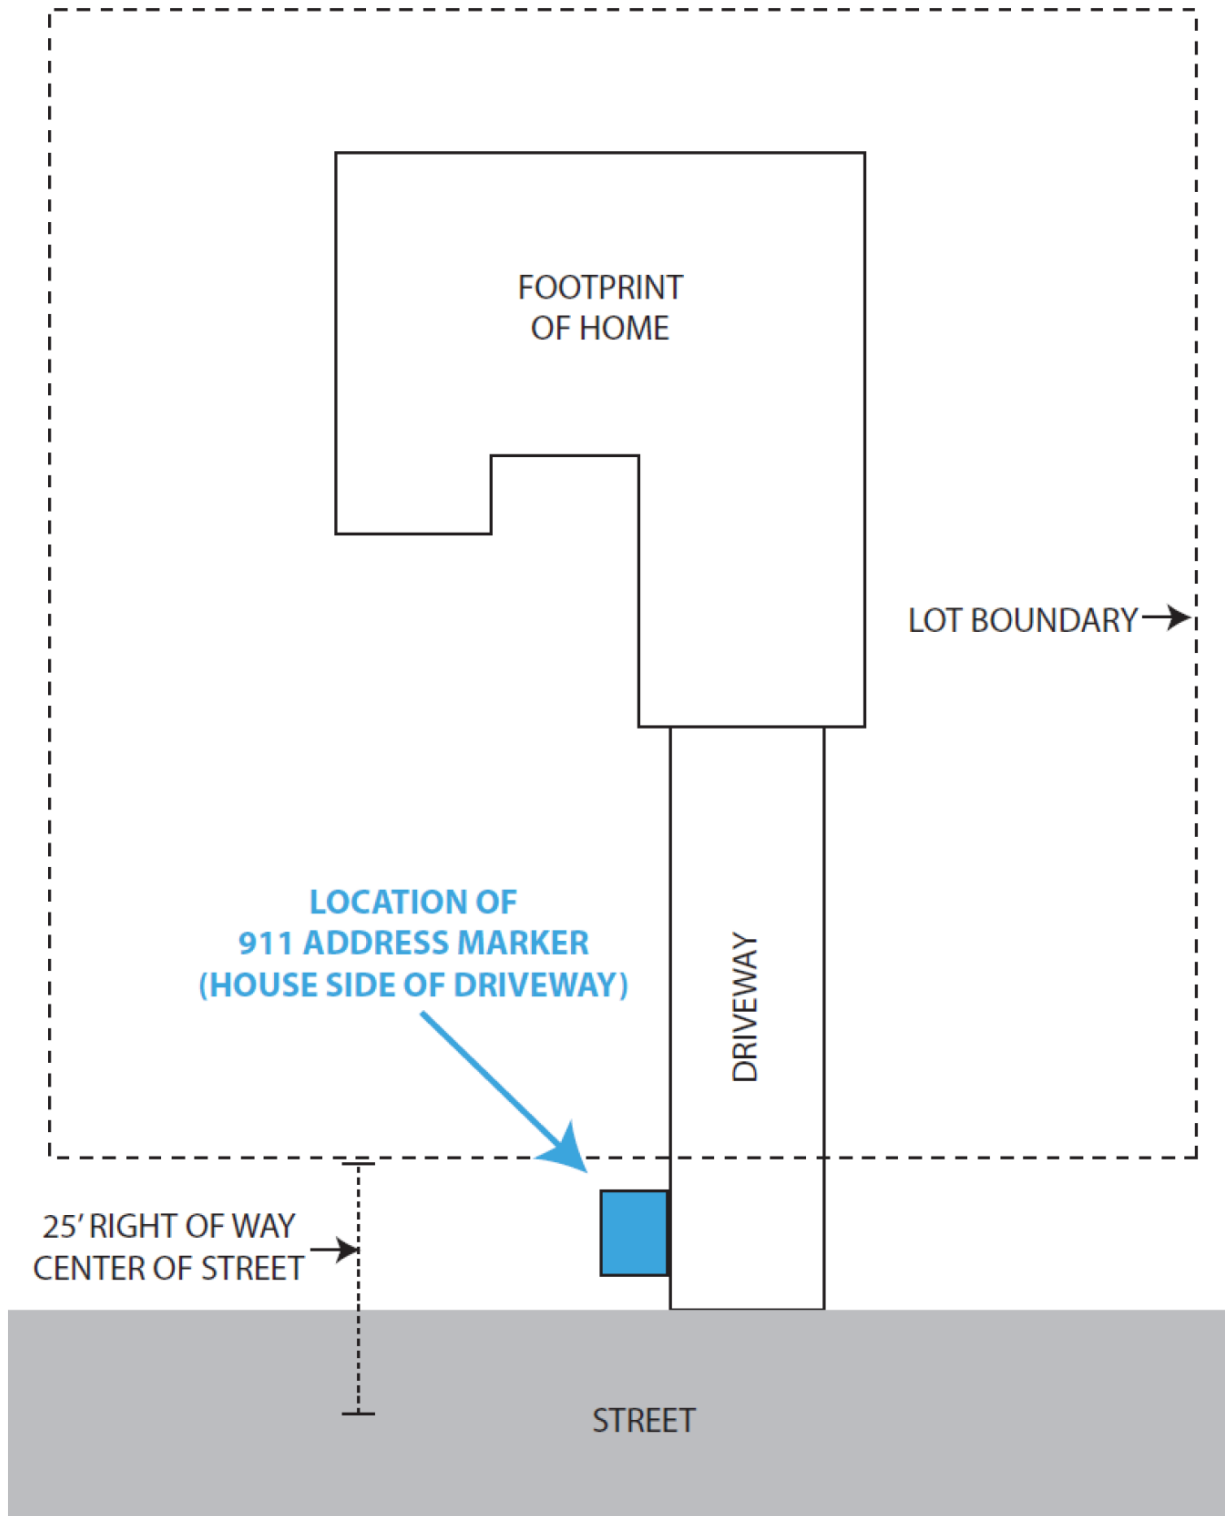 FOOTPRINT
OF HOME
LOT BOUNDARY
LOCATION OF
911 ADDRESS MARKER
(HOUSE SIDE OF DRIVEWAY)
DRIVEWAY
25’ RIGHT OF WAY
CENTER OF STREET
STREET